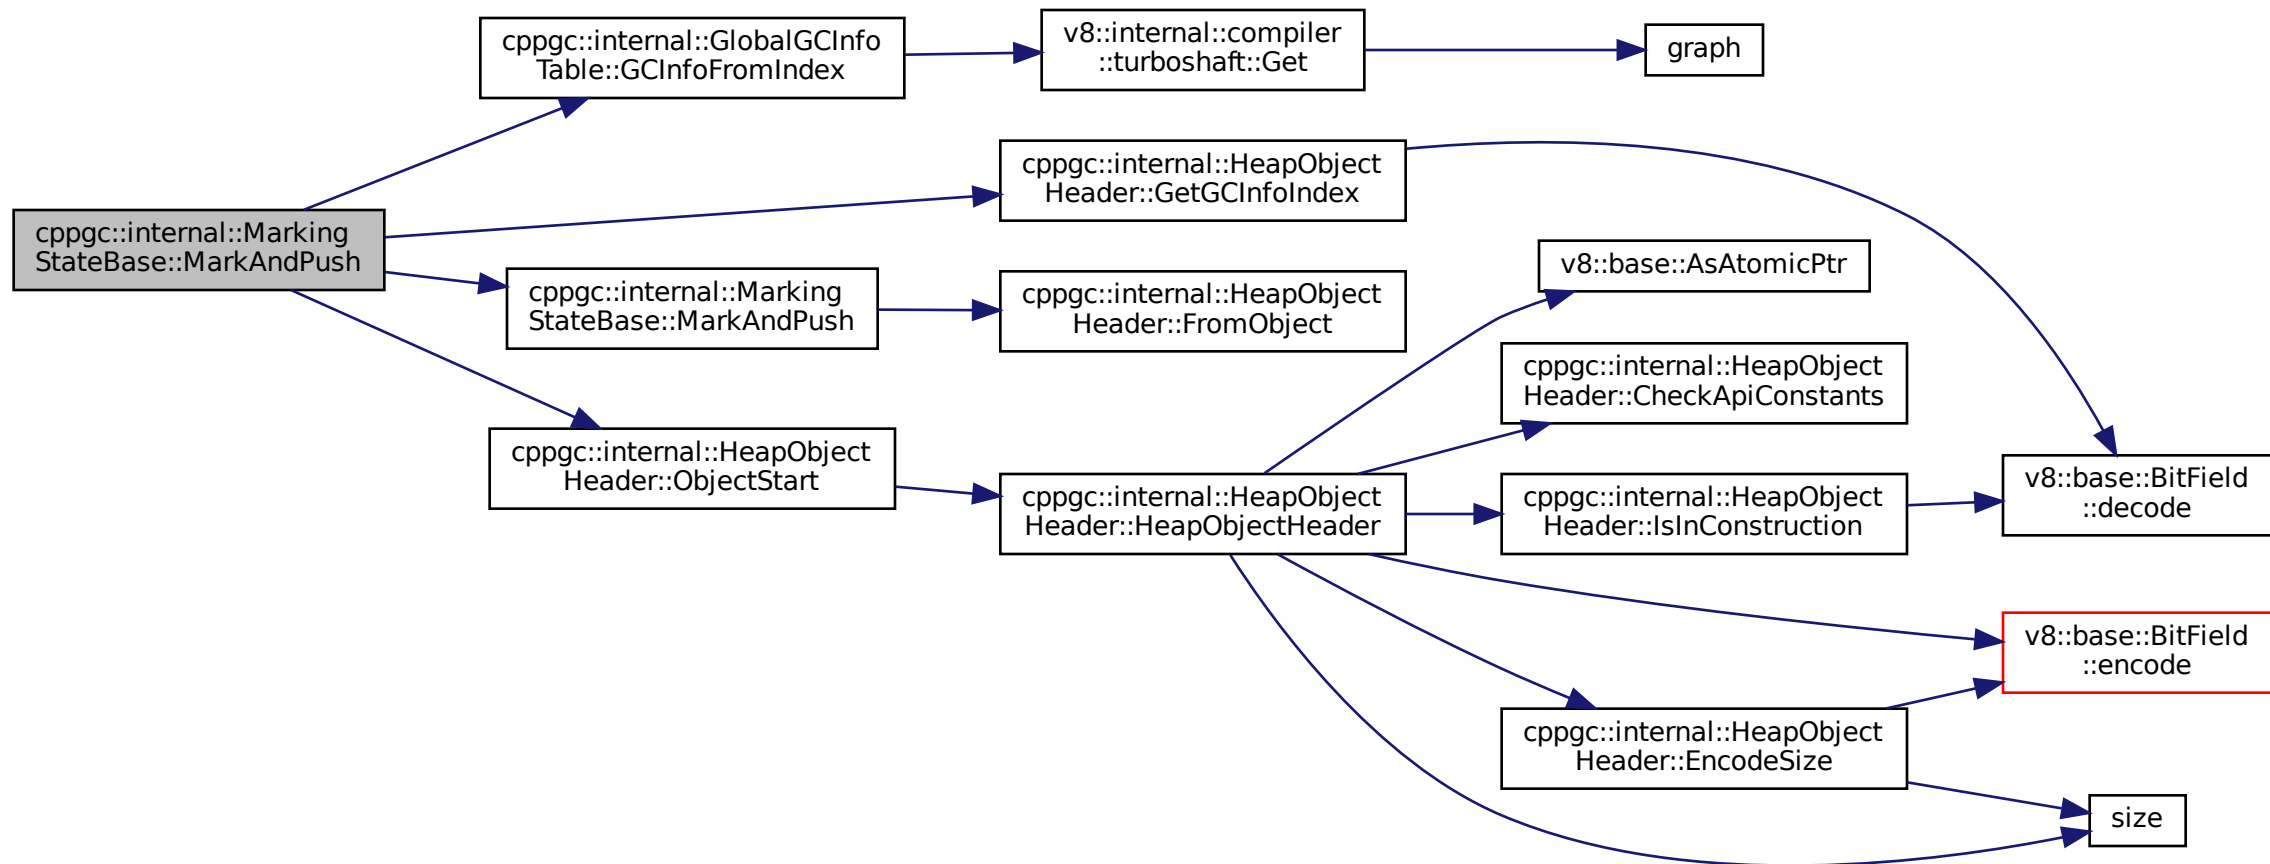 cppgc::internal::GlobalGCInfo
Table::GCInfoFromIndex
v8::internal::compiler
::turboshaft::Get
graph
cppgc::internal::HeapObject
Header::GetGCInfoIndex
cppgc::internal::Marking
StateBase::MarkAndPush
v8::base::AsAtomicPtr
cppgc::internal::Marking
StateBase::MarkAndPush
cppgc::internal::HeapObject
Header::FromObject
cppgc::internal::HeapObject
Header::CheckApiConstants
cppgc::internal::HeapObject
Header::ObjectStart
cppgc::internal::HeapObject
Header::HeapObjectHeader
cppgc::internal::HeapObject
Header::IsInConstruction
v8::base::BitField
::decode
v8::base::BitField
::encode
cppgc::internal::HeapObject
Header::EncodeSize
size